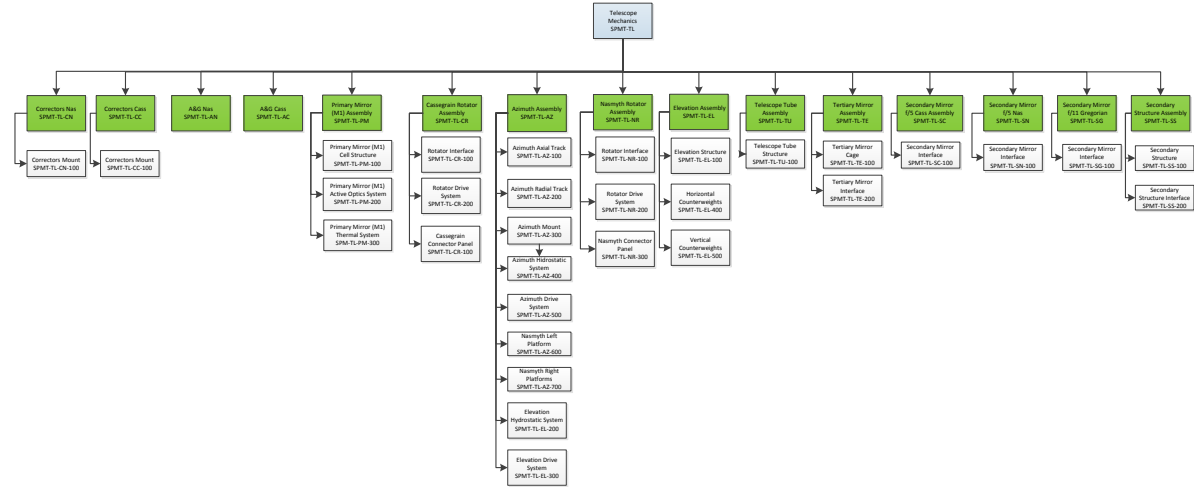 Telescope
Mechanics
SPMT-TL
Correctors Nas
SPMT-TL-CN
Correctors Mount
SPMT-TL-CN-100
Correctors Cass
SPMT-TL-CC
Correctors Mount
SPMT-TL-CC-100
A&G Nas
SPMT-TL-AN
A&G Cass
SPMT-TL-AC
Primary Mirror
(M1) Assembly
SPMT-TL-PM
Primary Mirror (M1)
Cell Structure
SPMT-TL-PM-100
Primary Mirror (M1)
Active Optics System
SPMT-TL-PM-200
Primary Mirror (M1)
Thermal System
SPM-TL-PM-300
Cassegrain Rotator
Assembly
SPMT-TL-CR
Rotator Interface
SPMT-TL-CR-100
Rotator Drive
System
SPMT-TL-CR-200
Cassegrain
Connector Panel
SPMT-TL-CR-100
Azimuth Assembly
SPMT-TL-AZ
Azimuth Axial Track
SPMT-TL-AZ-100
Azimuth Radial Track
SPMT-TL-AZ-200
Azimuth Mount
SPMT-TL-AZ-300
Azimuth Hidrostatic
System
SPMT-TL-AZ-400
Azimuth Drive
System
SPMT-TL-AZ-500
Nasmyth Left
Platform
SPMT-TL-AZ-600
Nasmyth Right
Platforms
SPMT-TL-AZ-700
Elevation
Hydrostatic System
SPMT-TL-EL-200
Elevation Drive
System
SPMT-TL-EL-300
Nasmyth Rotator
Assembly
SPMT-TL-NR
Rotator Interface
SPMT-TL-NR-100
Rotator Drive
System
SPMT-TL-NR-200
Nasmyth Connector
Panel
SPMT-TL-NR-300
Elevation Assembly
SPMT-TL-EL
Elevation Structure
SPMT-TL-EL-100
Horizontal
Counterweights
SPMT-TL-EL-400
Vertical
Counterweights
SPMT-TL-EL-500
Telescope Tube
Assembly
SPMT-TL-TU
Telescope Tube
Structure
SPMT-TL-TU-100
Tertiary Mirror
Assembly
SPMT-TL-TE
Tertiary Mirror
Cage
SPMT-TL-TE-100
Tertiary Mirror
Interface
SPMT-TL-TE-200
Secondary Mirror
f/5 Cass Assembly
SPMT-TL-SC
Secondary Mirror
Interface
SPMT-TL-SC-100
Secondary Mirror
f/5 Nas
SPMT-TL-SN
Secondary Mirror
Interface
SPMT-TL-SN-100
Secondary Mirror
f/11 Gregorian
SPMT-TL-SG
Secondary Mirror
Interface
SPMT-TL-SG-100
Secondary
Structure Assembly
SPMT-TL-SS
Secondary
Structure
SPMT-TL-SS-100
Secondary
Structure Interface
SPMT-TL-SS-200